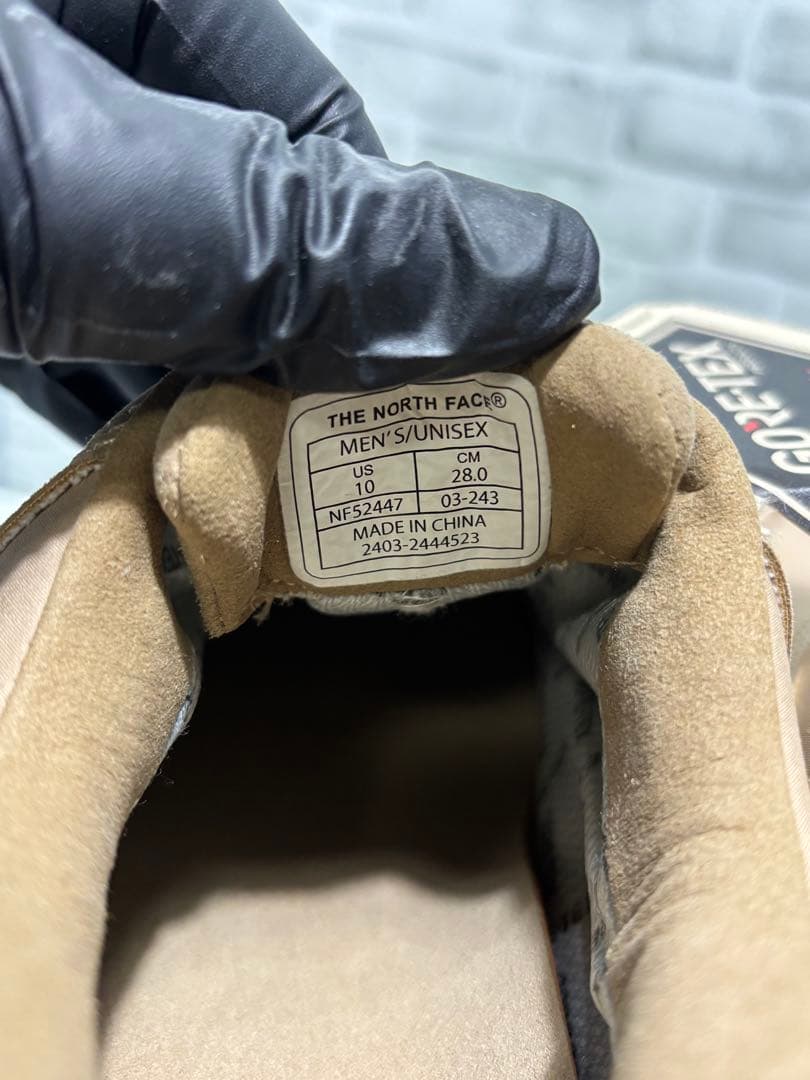 THE NORTH FACE®
MEN'S/UNISEX
US CM
10 28.0
NF52447 03-243
MADE IN CHINA
2403-2444523
GORE-TEX